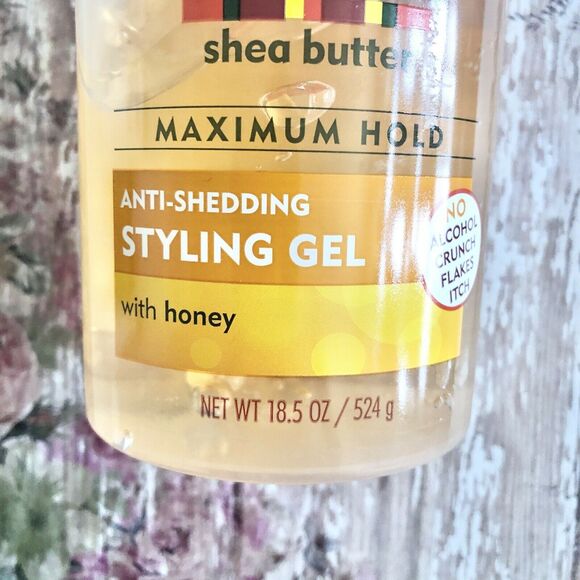 shea butter
MAXIMUM HOLD
ANTI-SHEDDING
STYLING GEL
with honey
NO
ALCOHOL
CRUNCH
FLAKES
ITCH
NET WT 18.5 OZ / 524 g